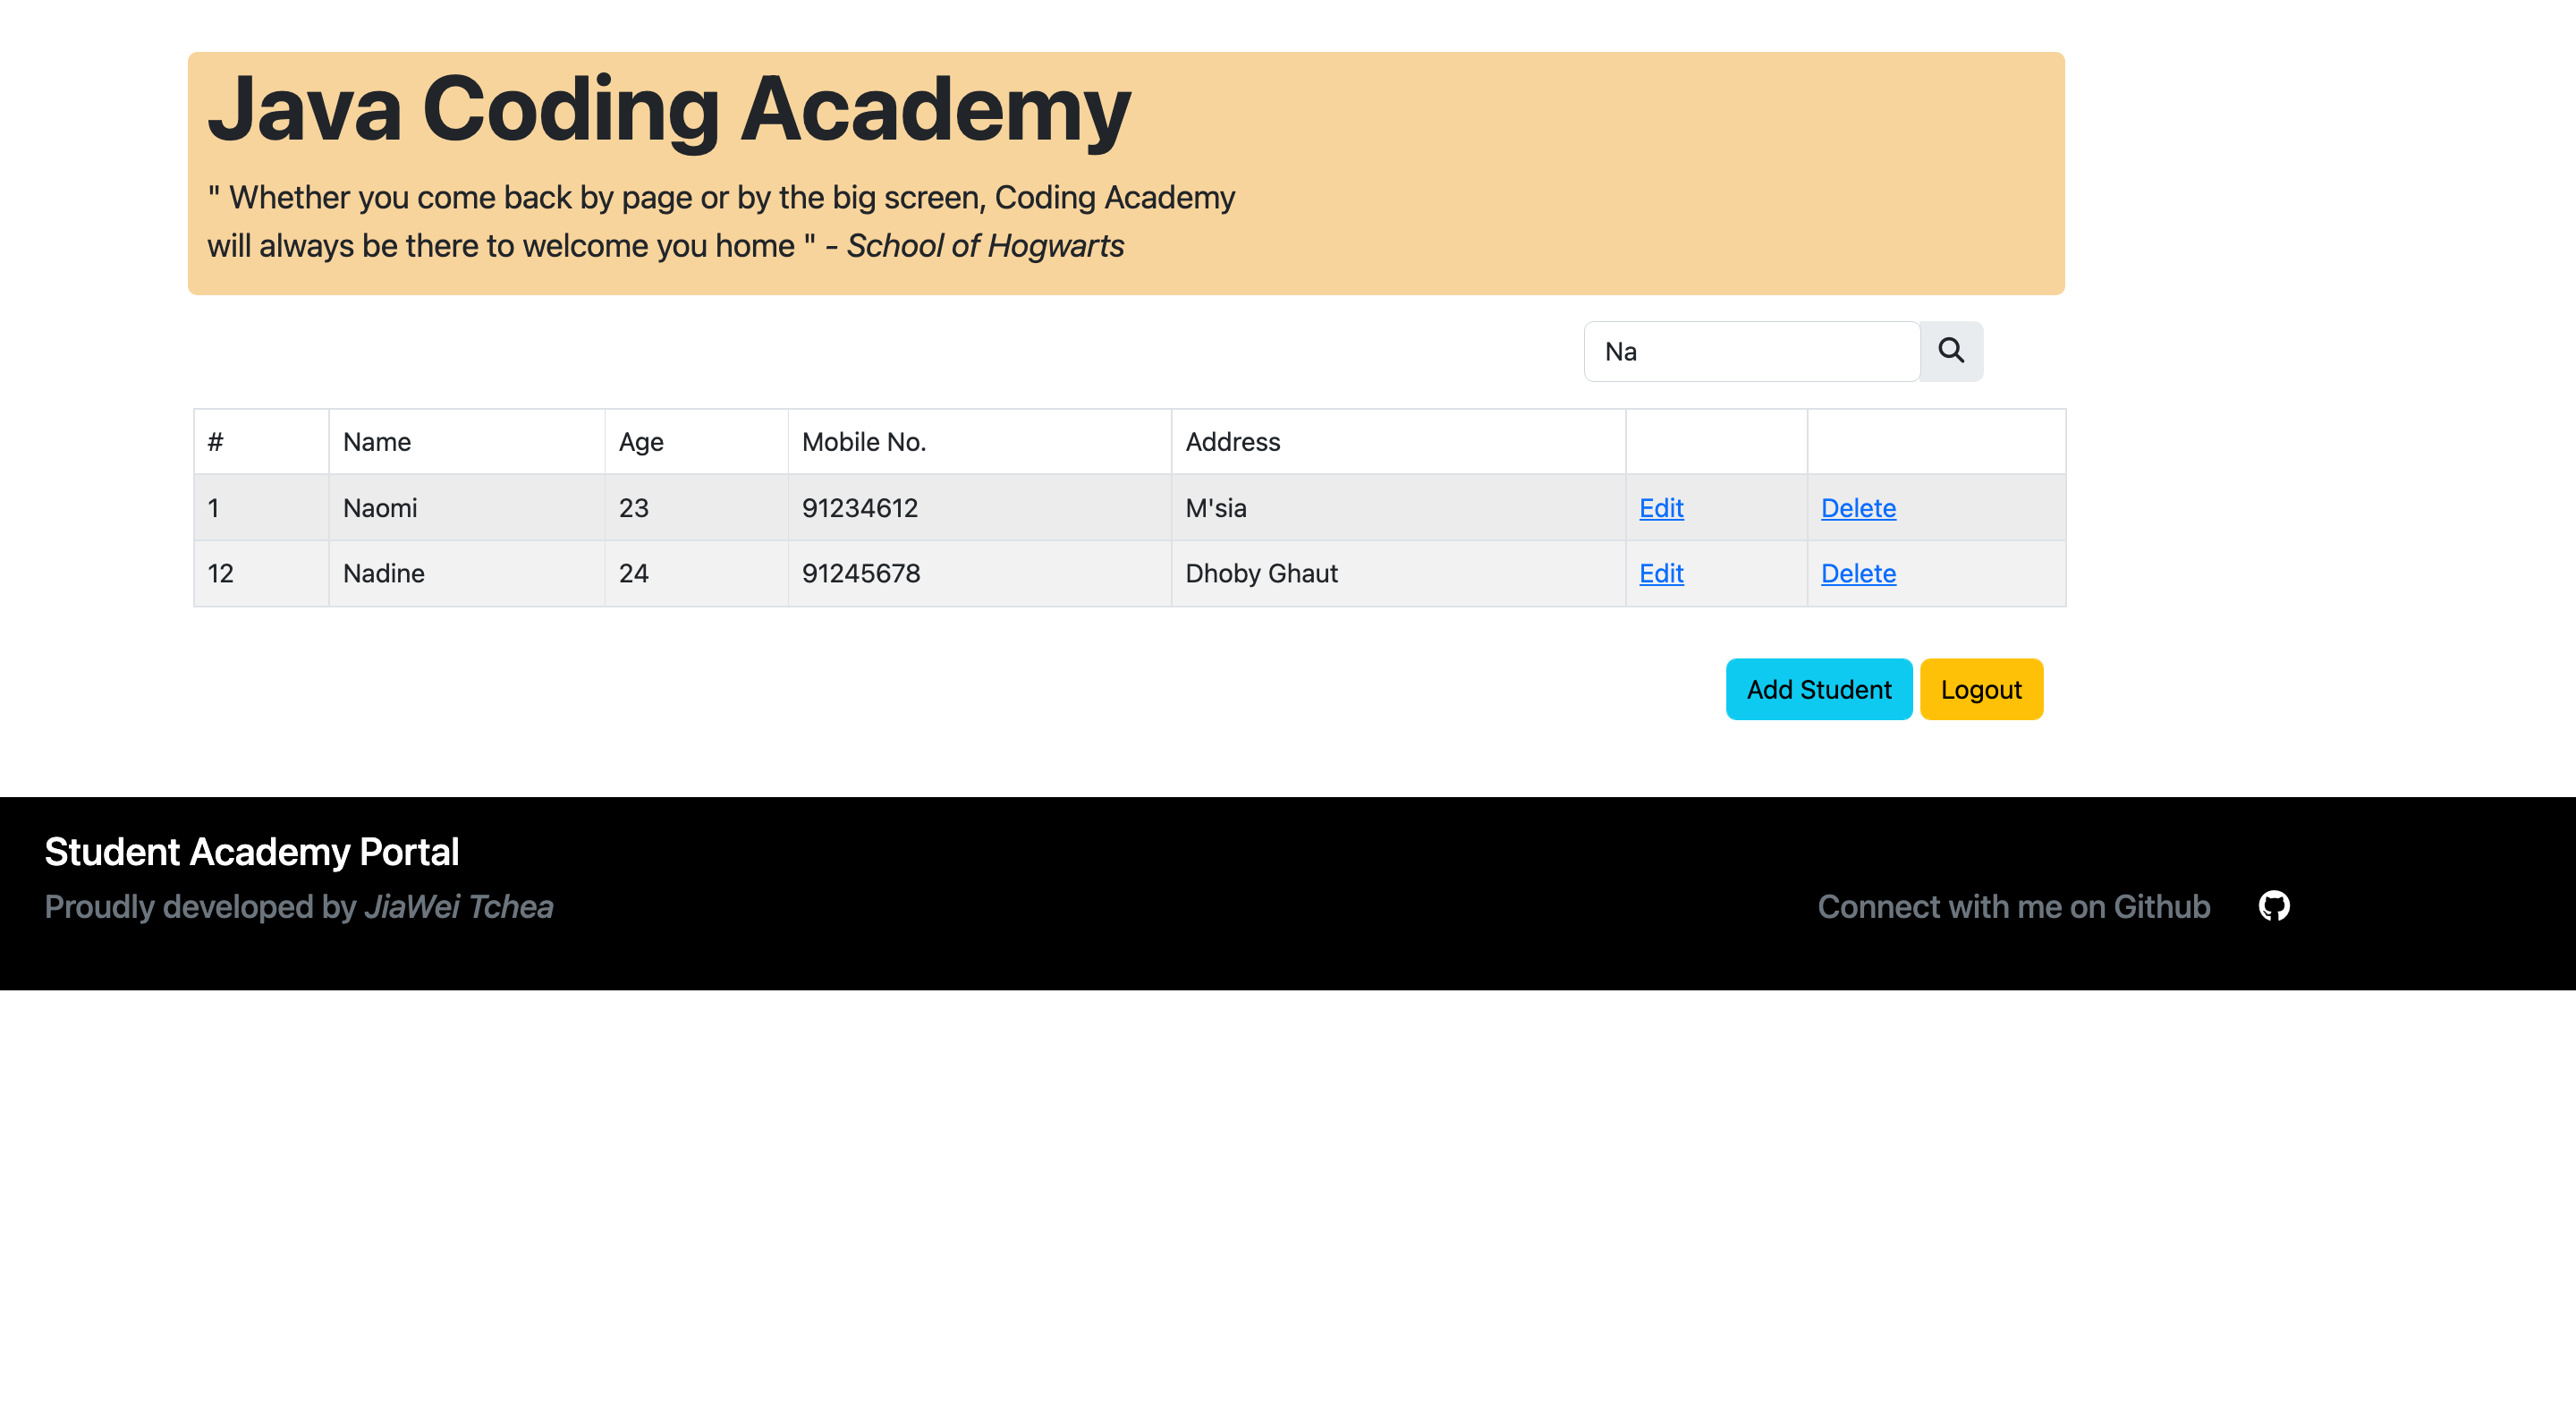 Java Coding Academy
" Whether you come back by page or by the big screen, Coding Academy
will always be there to welcome you home " - School of Hogwarts
Na
# Name Age Mobile No. Address
1 Naomi 23 91234612 M'sia Edit Delete
12 Nadine 24 91245678 Dhoby Ghaut Edit Delete
Add Student Logout
Student Academy Portal
Proudly developed by JiaWei Tchea Connect with me on Github